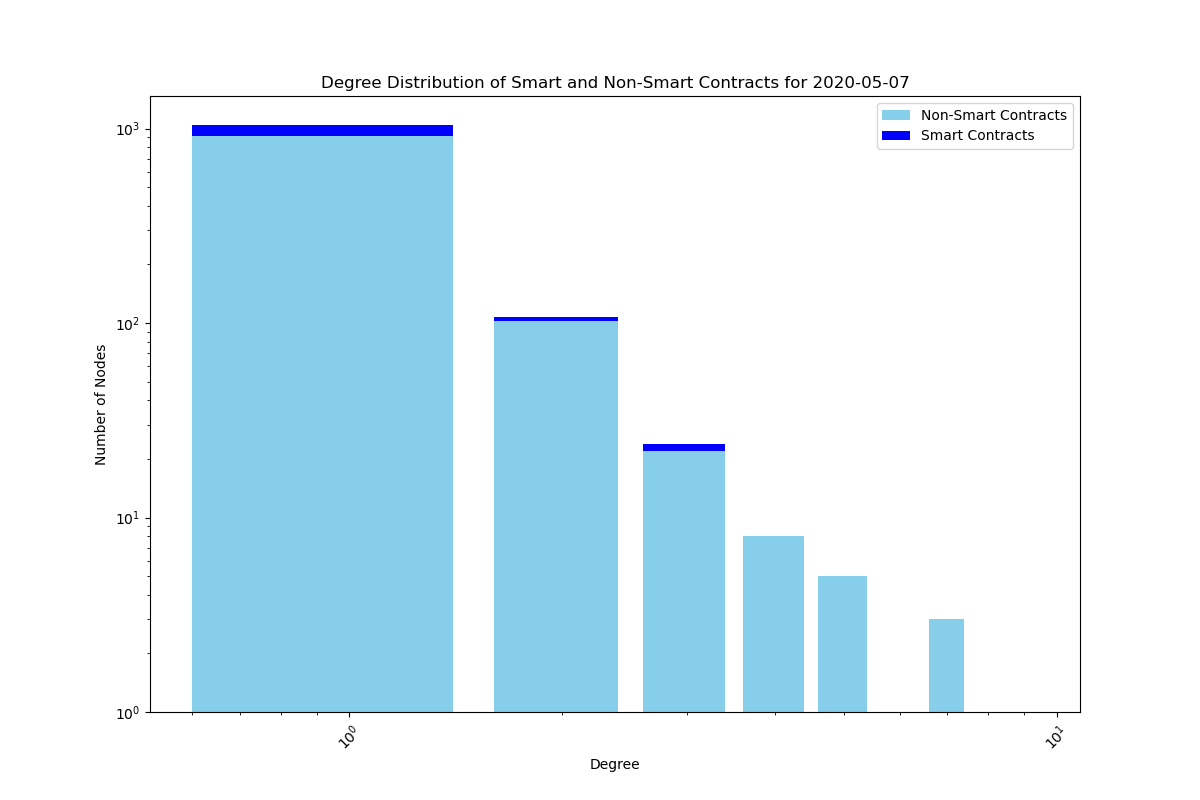 Degree Distribution of Smart and Non-Smart Contracts for 2020-05-07
Non-Smart Contracts
Smart Contracts
Number of Nodes
10³
10²
10¹
10⁰
10⁰
10¹
Degree